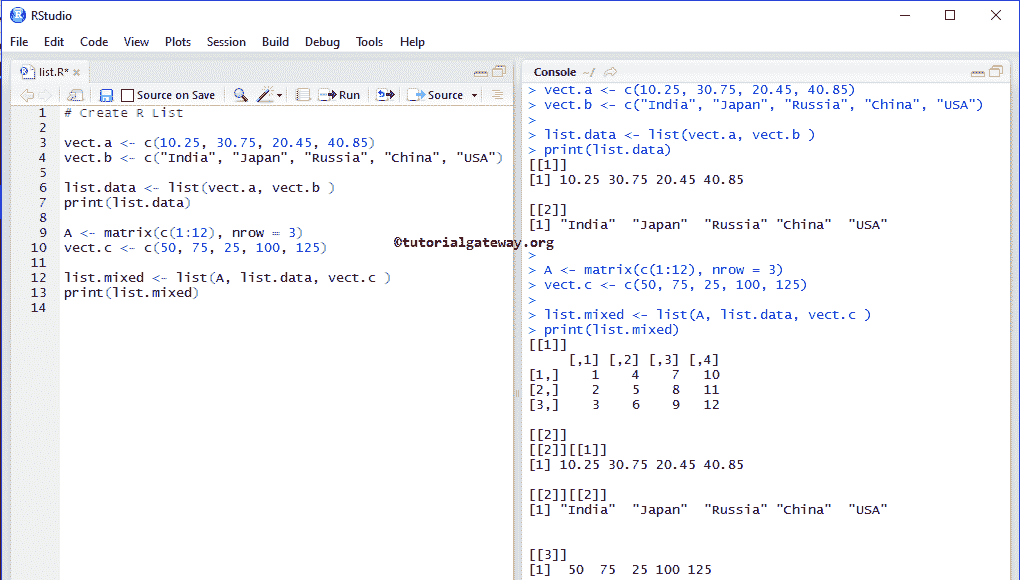 RStudio
File Edit Code View Plots Session Build Debug Tools Help
list.R*
Source on Save Run Source
1 # Create R List
2
3 vect.a <- c(10.25, 30.75, 20.45, 40.85)
4 vect.b <- c("India", "Japan", "Russia", "China", "USA")
5
6 list.data <- list(vect.a, vect.b )
7 print(list.data)
8
9 A <- matrix(c(1:12), nrow = 3)
10 vect.c <- c(50, 75, 25, 100, 125)
11
12 list.mixed <- list(A, list.data, vect.c )
13 print(list.mixed)
14
©tutorialgateway.org
Console ~/
> vect.a <- c(10.25, 30.75, 20.45, 40.85)
> vect.b <- c("India", "Japan", "Russia", "China", "USA")
>
> list.data <- list(vect.a, vect.b )
> print(list.data)
[[1]]
[1] 10.25 30.75 20.45 40.85

[[2]]
[1] "India"  "Japan"  "Russia" "China"  "USA"

>
> A <- matrix(c(1:12), nrow = 3)
> vect.c <- c(50, 75, 25, 100, 125)
>
> list.mixed <- list(A, list.data, vect.c )
> print(list.mixed)
[[1]]
     [,1] [,2] [,3] [,4]
[1,]    1    4    7   10
[2,]    2    5    8   11
[3,]    3    6    9   12

[[2]]
[[2]][[1]]
[1] 10.25 30.75 20.45 40.85

[[2]][[2]]
[1] "India"  "Japan"  "Russia" "China"  "USA"


[[3]]
[1]  50  75  25 100 125